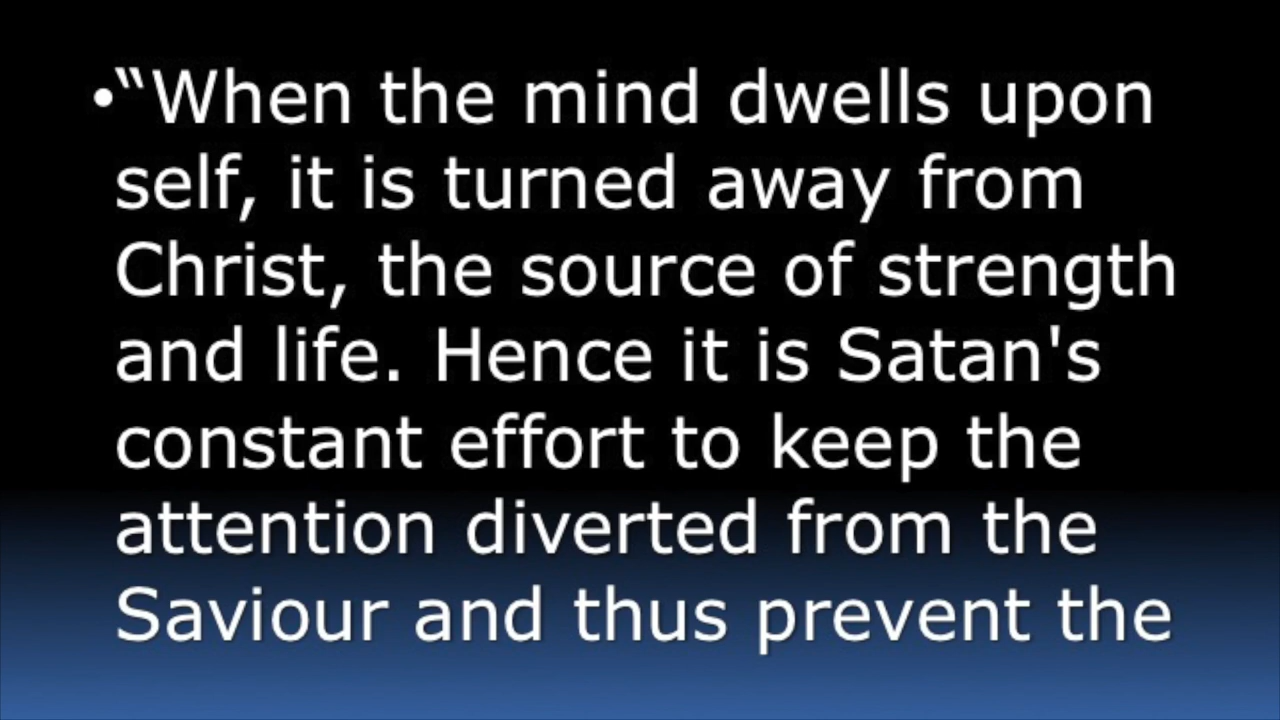 •“When the mind dwells upon
self, it is turned away from
Christ, the source of strength
and life. Hence it is Satan's
constant effort to keep the
attention diverted from the
Saviour and thus prevent the